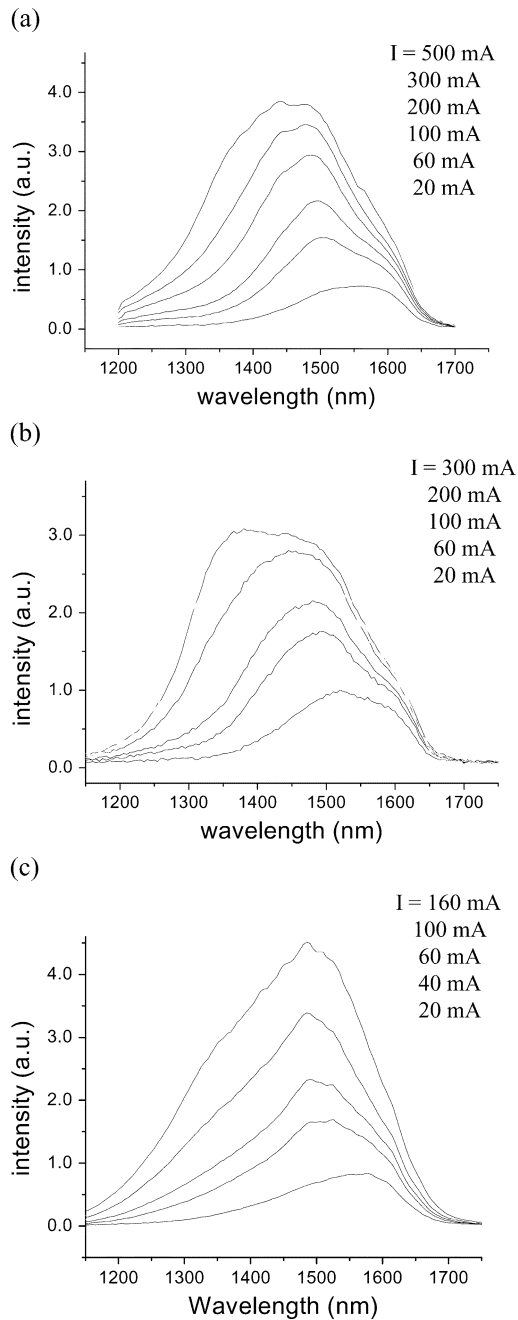 (a)
I = 500 mA
300 mA
200 mA
100 mA
60 mA
20 mA
4.0
3.0
2.0
1.0
0.0
intensity (a.u.)
1200 1300 1400 1500 1600 1700
wavelength (nm)
(b)
I = 300 mA
200 mA
100 mA
60 mA
20 mA
3.0
2.0
1.0
0.0
intensity (a.u.)
1200 1300 1400 1500 1600 1700
wavelength (nm)
(c)
I = 160 mA
100 mA
60 mA
40 mA
20 mA
4.0
3.0
2.0
1.0
0.0
intensity (a.u.)
1200 1300 1400 1500 1600 1700
Wavelength (nm)